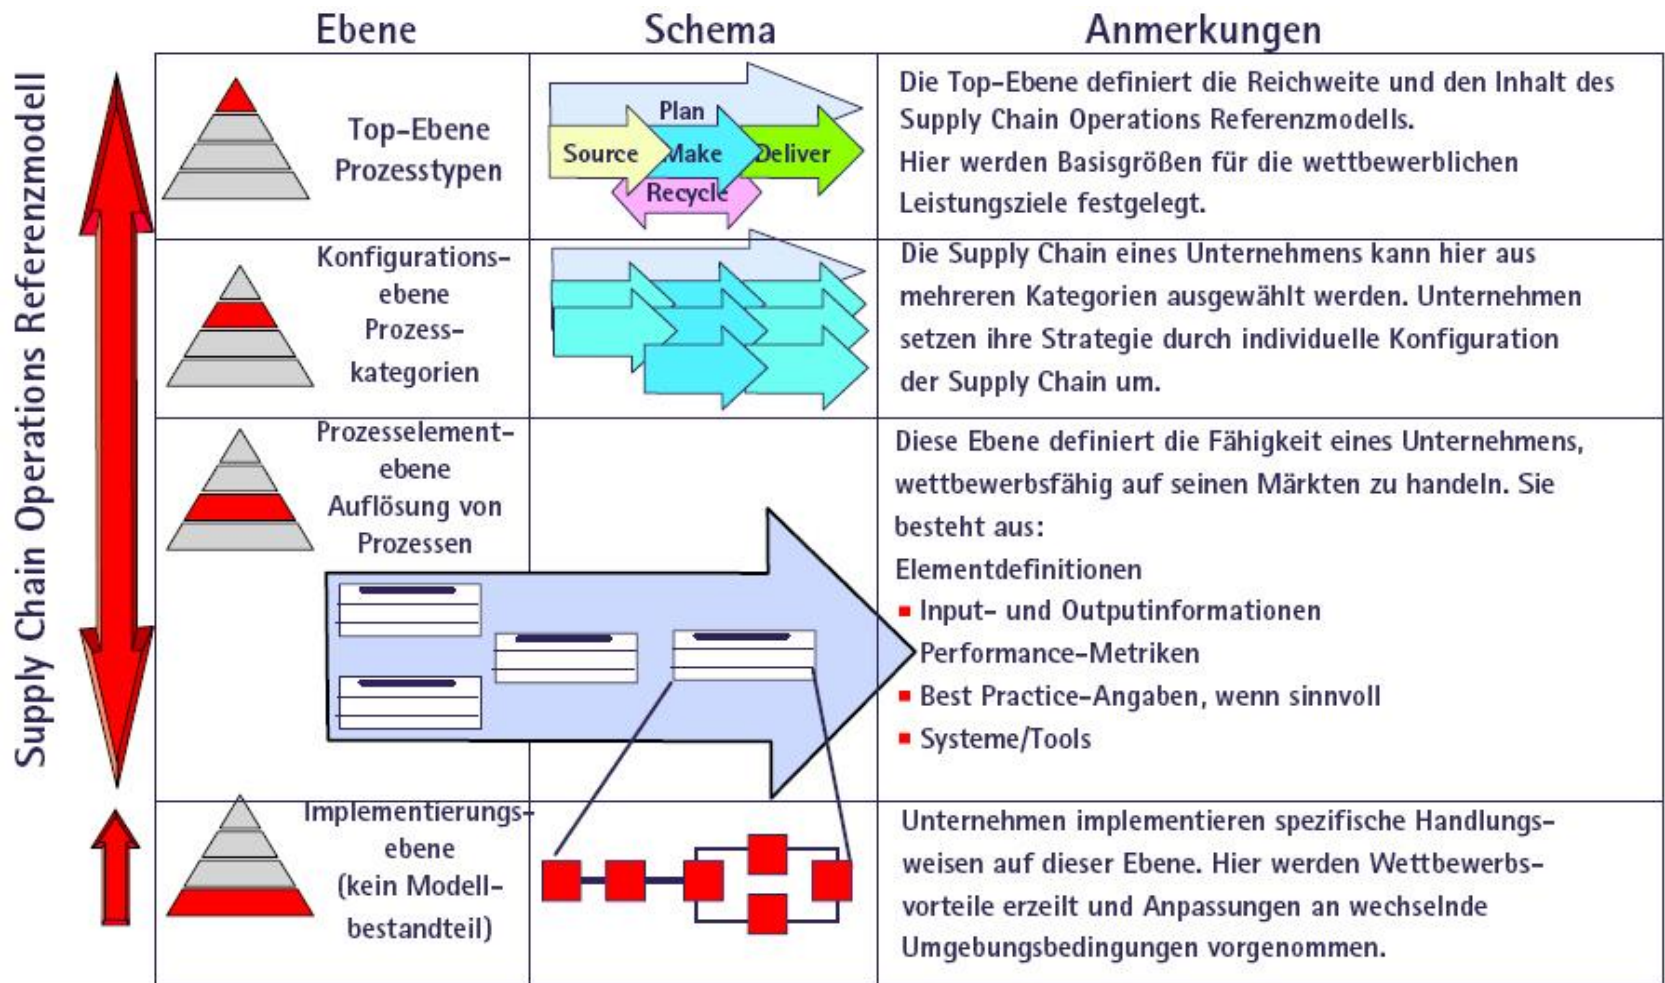 Supply Chain Operations Referenzmodell
Ebene
Schema
Anmerkungen
Top-Ebene
Prozesstypen
Plan
Source
Make
Deliver
Recycle
Die Top-Ebene definiert die Reichweite und den Inhalt des
Supply Chain Operations Referenzmodells.
Hier werden Basisgrößen für die wettbewerblichen
Leistungsziele festgelegt.
Konfigurations-
ebene
Prozess-
kategorien
Die Supply Chain eines Unternehmens kann hier aus
mehreren Kategorien ausgewählt werden. Unternehmen
setzen ihre Strategie durch individuelle Konfiguration
der Supply Chain um.
Prozesselement-
ebene
Auflösung von
Prozessen
Diese Ebene definiert die Fähigkeit eines Unternehmens,
wettbewerbsfähig auf seinen Märkten zu handeln. Sie
besteht aus:
Elementdefinitionen
Input- und Outputinformationen
Performance-Metriken
Best Practice-Angaben, wenn sinnvoll
Systeme/Tools
Implementierungs-
ebene
(kein Modell-
bestandteil)
Unternehmen implementieren spezifische Handlungs-
weisen auf dieser Ebene. Hier werden Wettbewerbs-
vorteile erzeilt und Anpassungen an wechselnde
Umgebungsbedingungen vorgenommen.